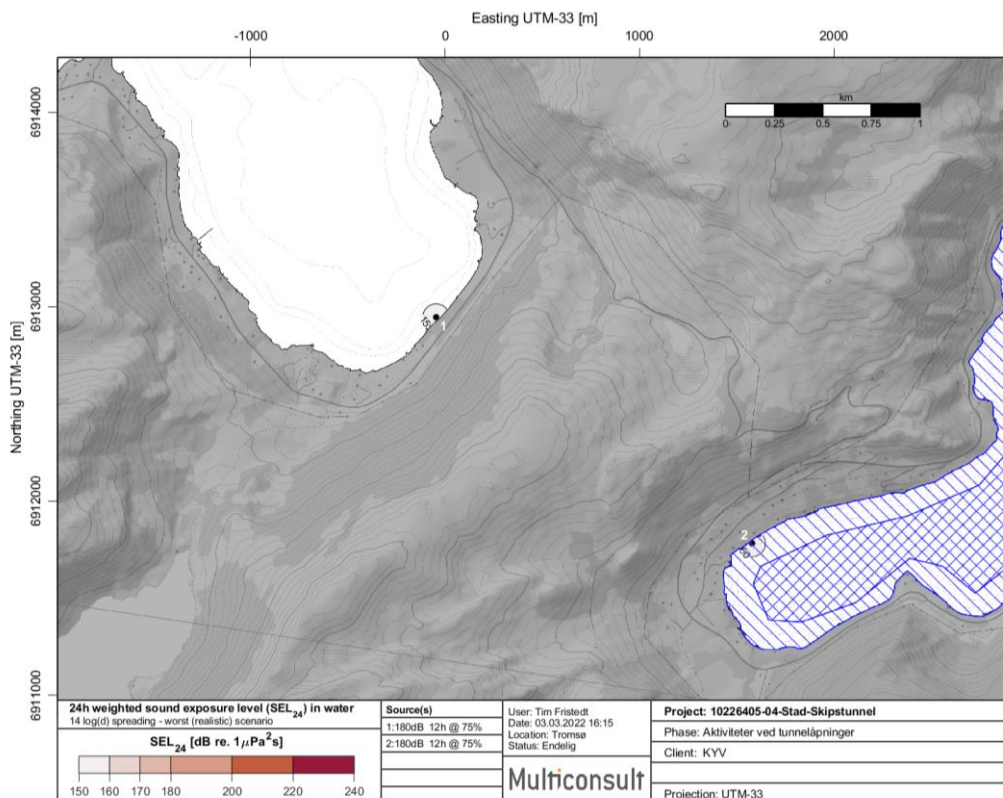 Easting UTM-33 [m]
-1000 0 1000 2000
Northing UTM-33 [m]
6914000
6913000
6912000
6911000
km
0 0.25 0.5 0.75 1
1
2
24h weighted sound exposure level (SEL24) in water
14 log(d) spreading - worst (realistic) scenario
SEL24 [dB re. 1μPa²s]
150 160 170 180 200 220 240
Source(s)
1:180dB 12h @ 75%
2:180dB 12h @ 75%
User: Tim Fristedt
Date: 03.03.2022 16:15
Location: Tromsø
Status: Endelig
Multiconsult
Project: 10226405-04-Stad-Skipstunnel
Phase: Aktiviteter ved tunnelåpninger
Client: KYV
Projection: UTM-33